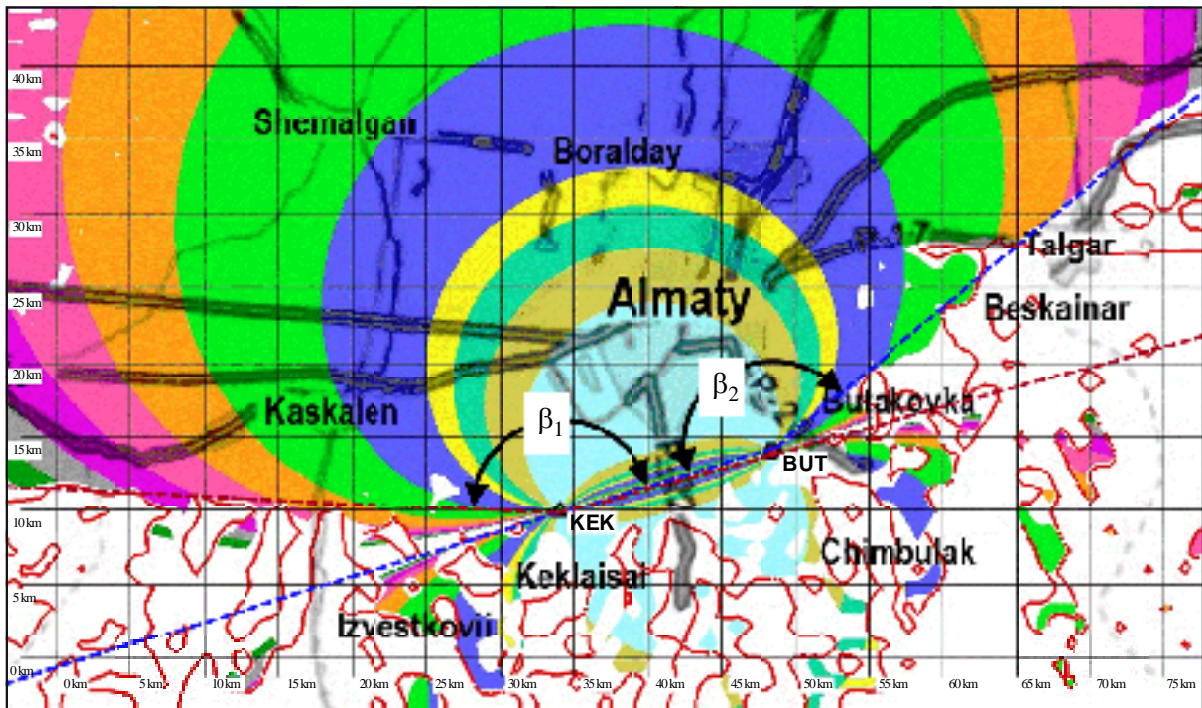 40km
Shemalgan
35km
Boralday
30km
Talgar
25km
Almaty
Beskainar
20km
β2
Butakovka
Kaskalen
β1
15km
BUT
10km
KEK
Chimbulak
Keklaisai
5km
Izvestkovii
0km
0km 5km 10km 15km 20km 25km 30km 35km 40km 45km 50km 55km 60km 65km 70km 75km